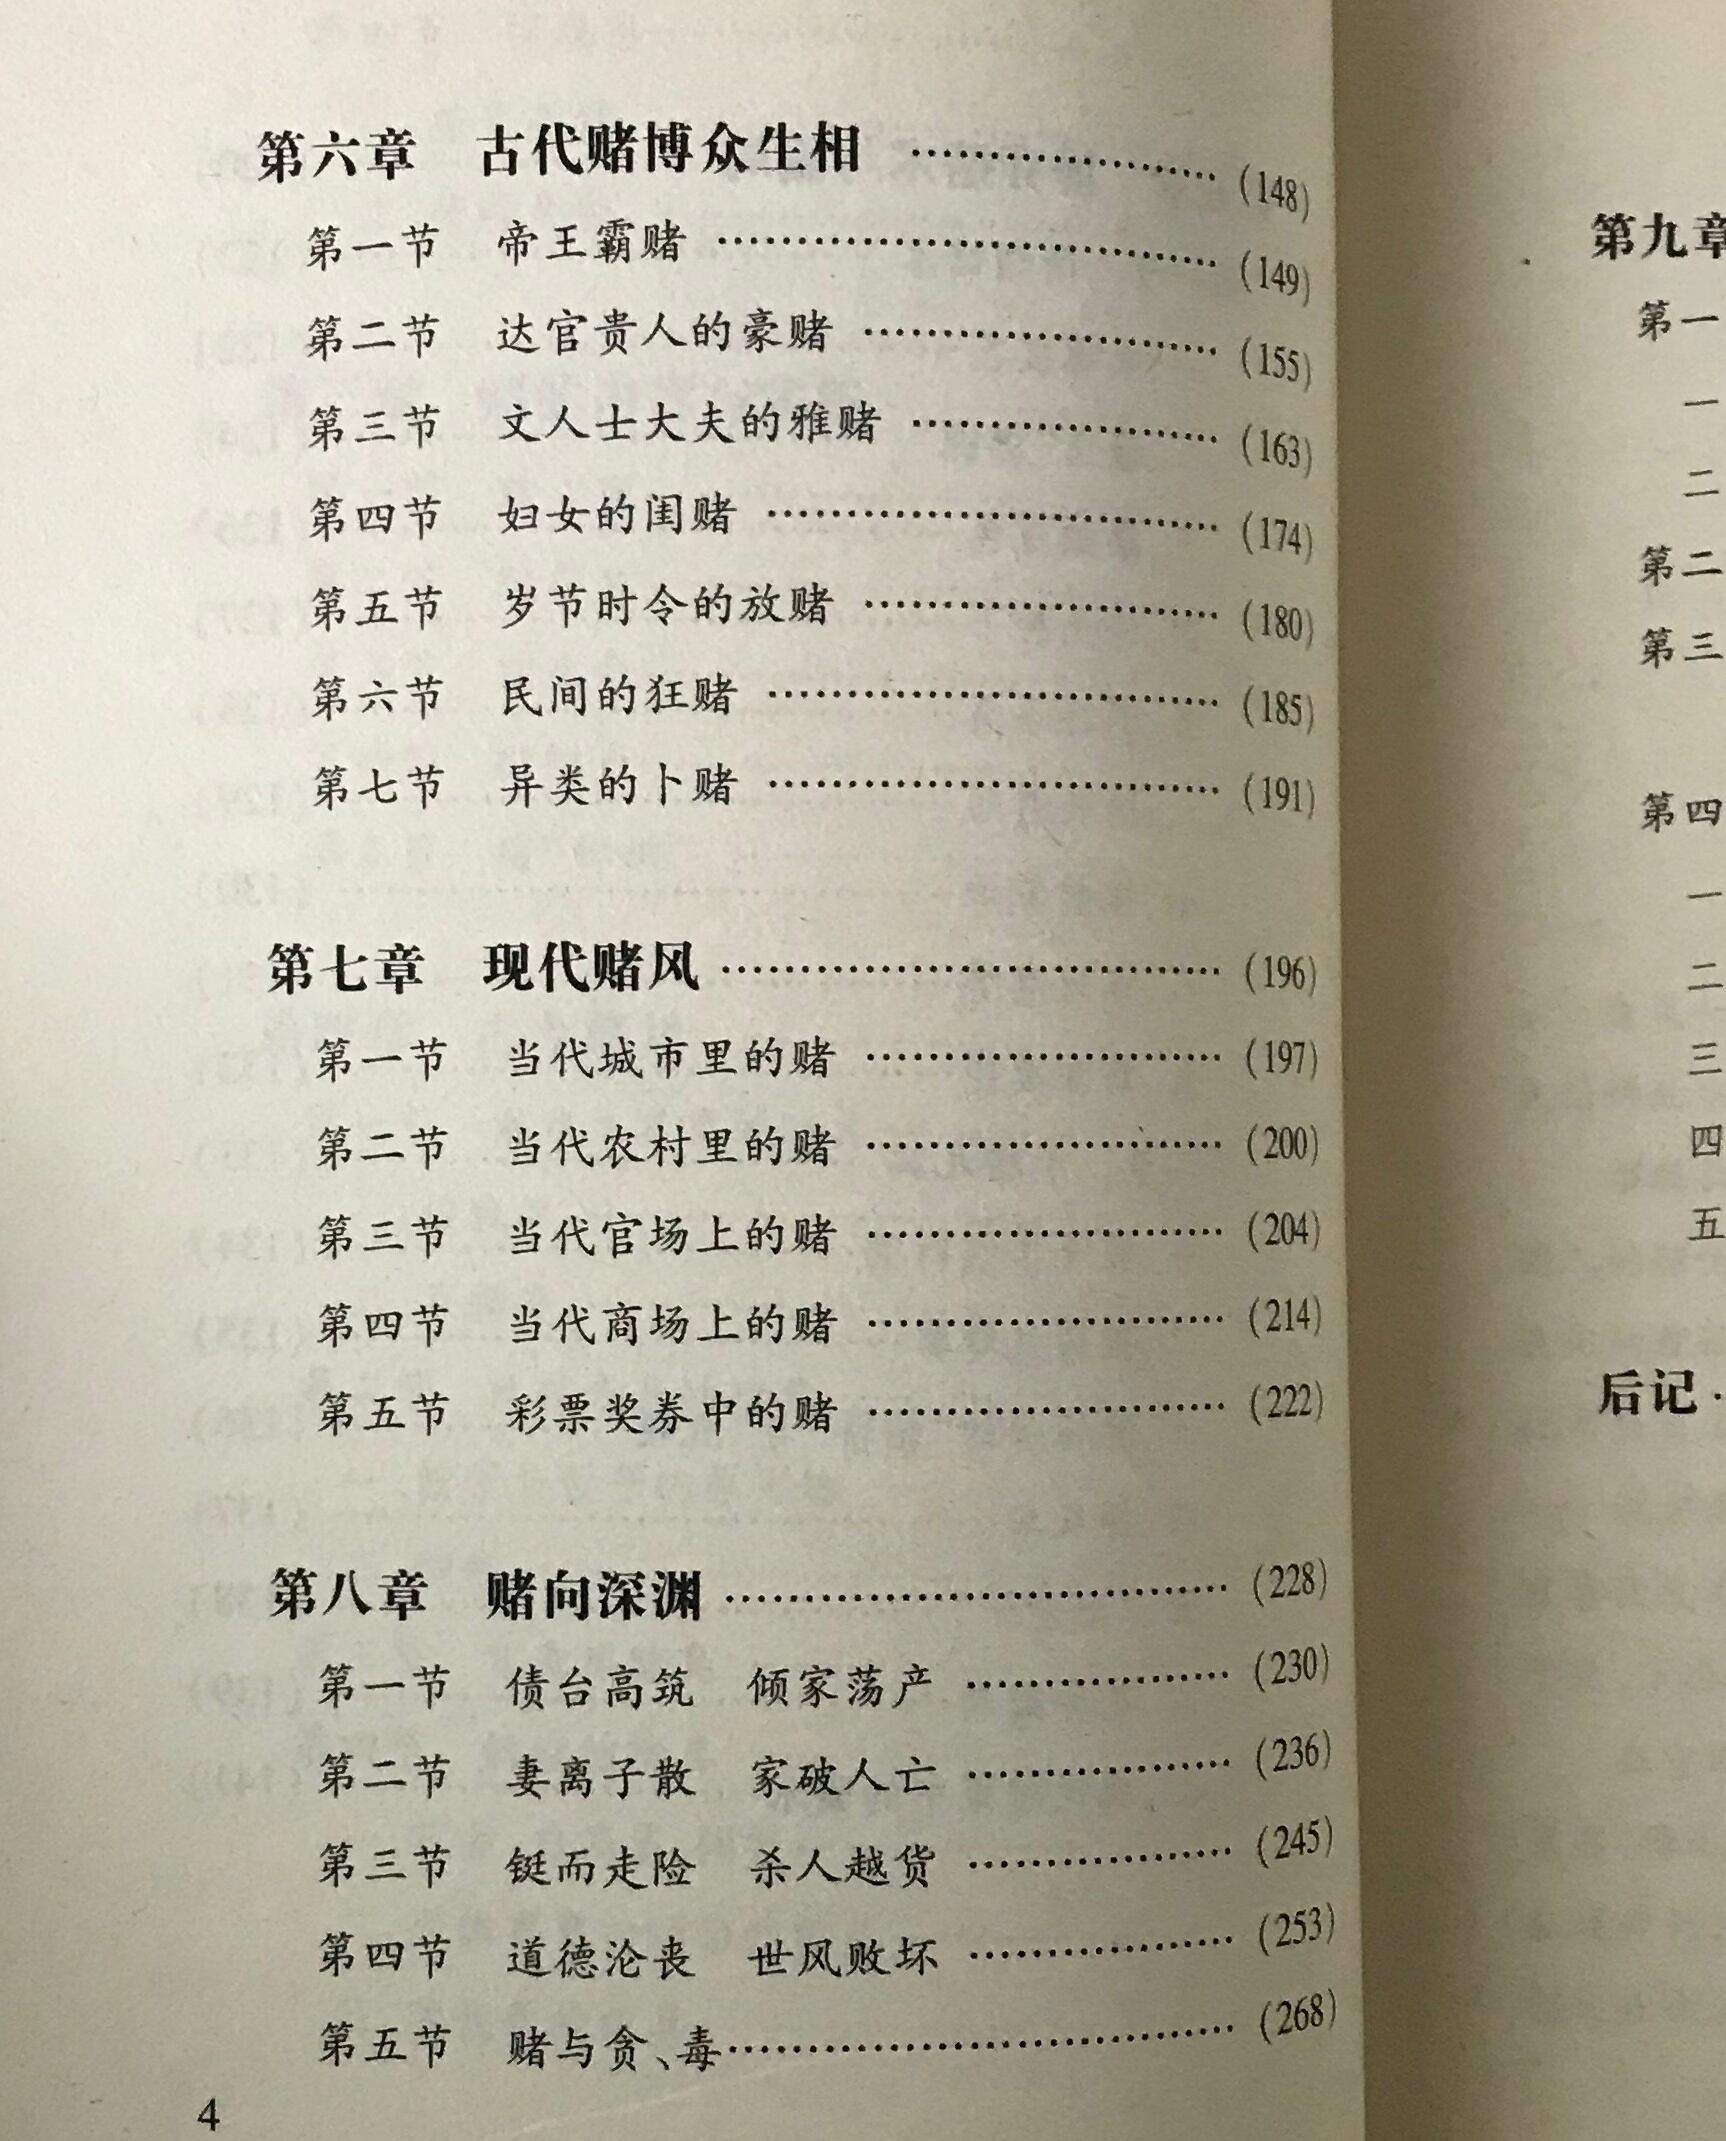 第六章 古代赌博众生相 ………………… (148)
第一节 帝王霸赌 ………………… (149)
第二节 达官贵人的豪赌 ………………… (155)
第三节 文人士大夫的雅赌 ………………… (163)
第四节 妇女的闺赌 ………………… (174)
第五节 岁节时令的放赌 ………………… (180)
第六节 民间的狂赌 ………………… (185)
第七节 异类的卜赌 ………………… (191)
第七章 现代赌风 ………………… (196)
第一节 当代城市里的赌 ………………… (197)
第二节 当代农村里的赌 ………………… (200)
第三节 当代官场上的赌 ………………… (204)
第四节 当代商场上的赌 ………………… (214)
第五节 彩票奖券中的赌 ………………… (222)
第八章 赌向深渊 ………………… (228)
第一节 债台高筑 倾家荡产 ………………… (230)
第二节 妻离子散 家破人亡 ………………… (236)
第三节 铤而走险 杀人越货 ………………… (245)
第四节 道德沦丧 世风败坏 ………………… (253)
第五节 赌与贪、毒 ………………… (268)
4
第九章
第一
一
二
第二
第三
第四
一
二
三
四
五
后记